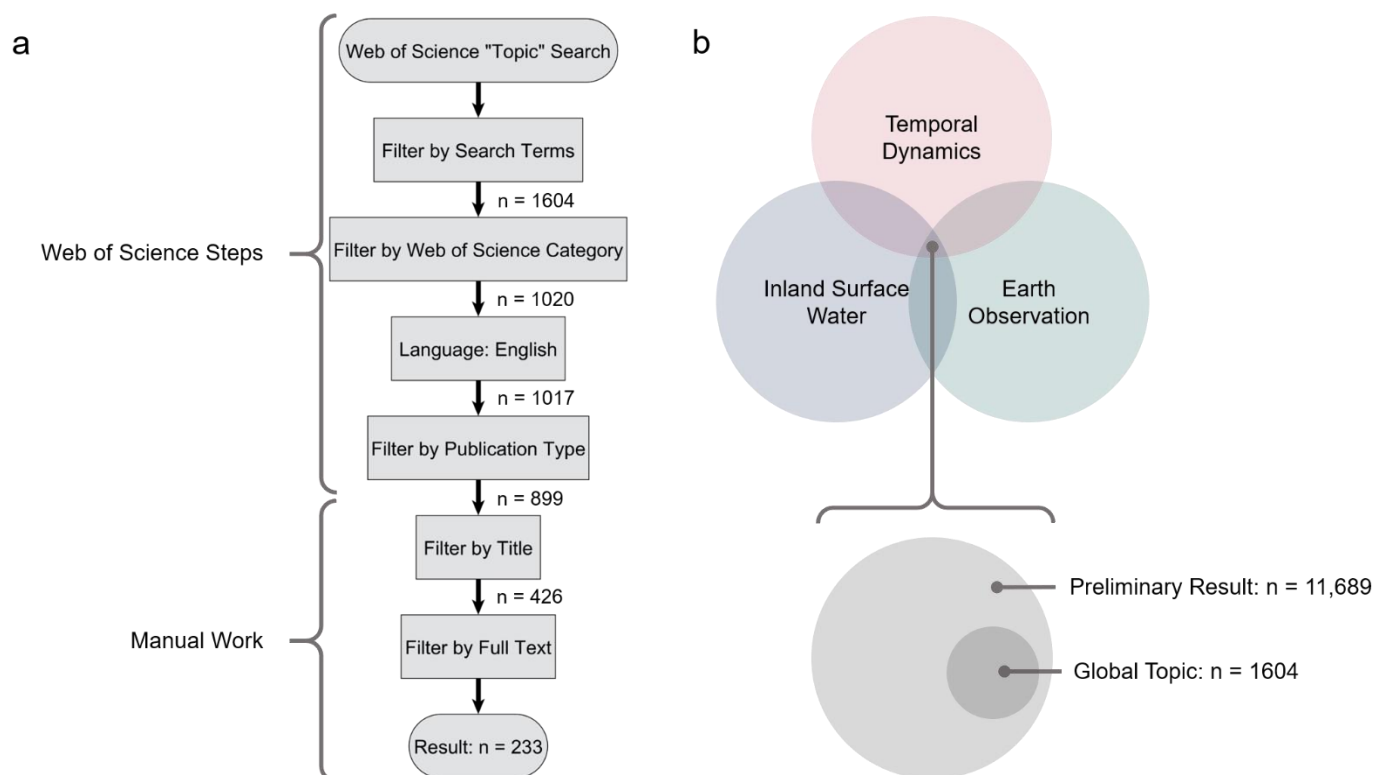 a
Web of Science "Topic" Search
Filter by Search Terms
n = 1604
Filter by Web of Science Category
n = 1020
Language: English
n = 1017
Filter by Publication Type
n = 899
Filter by Title
n = 426
Filter by Full Text
Result: n = 233
Web of Science Steps
Manual Work
b
Temporal
Dynamics
Inland Surface
Water
Earth
Observation
Preliminary Result: n = 11,689
Global Topic: n = 1604